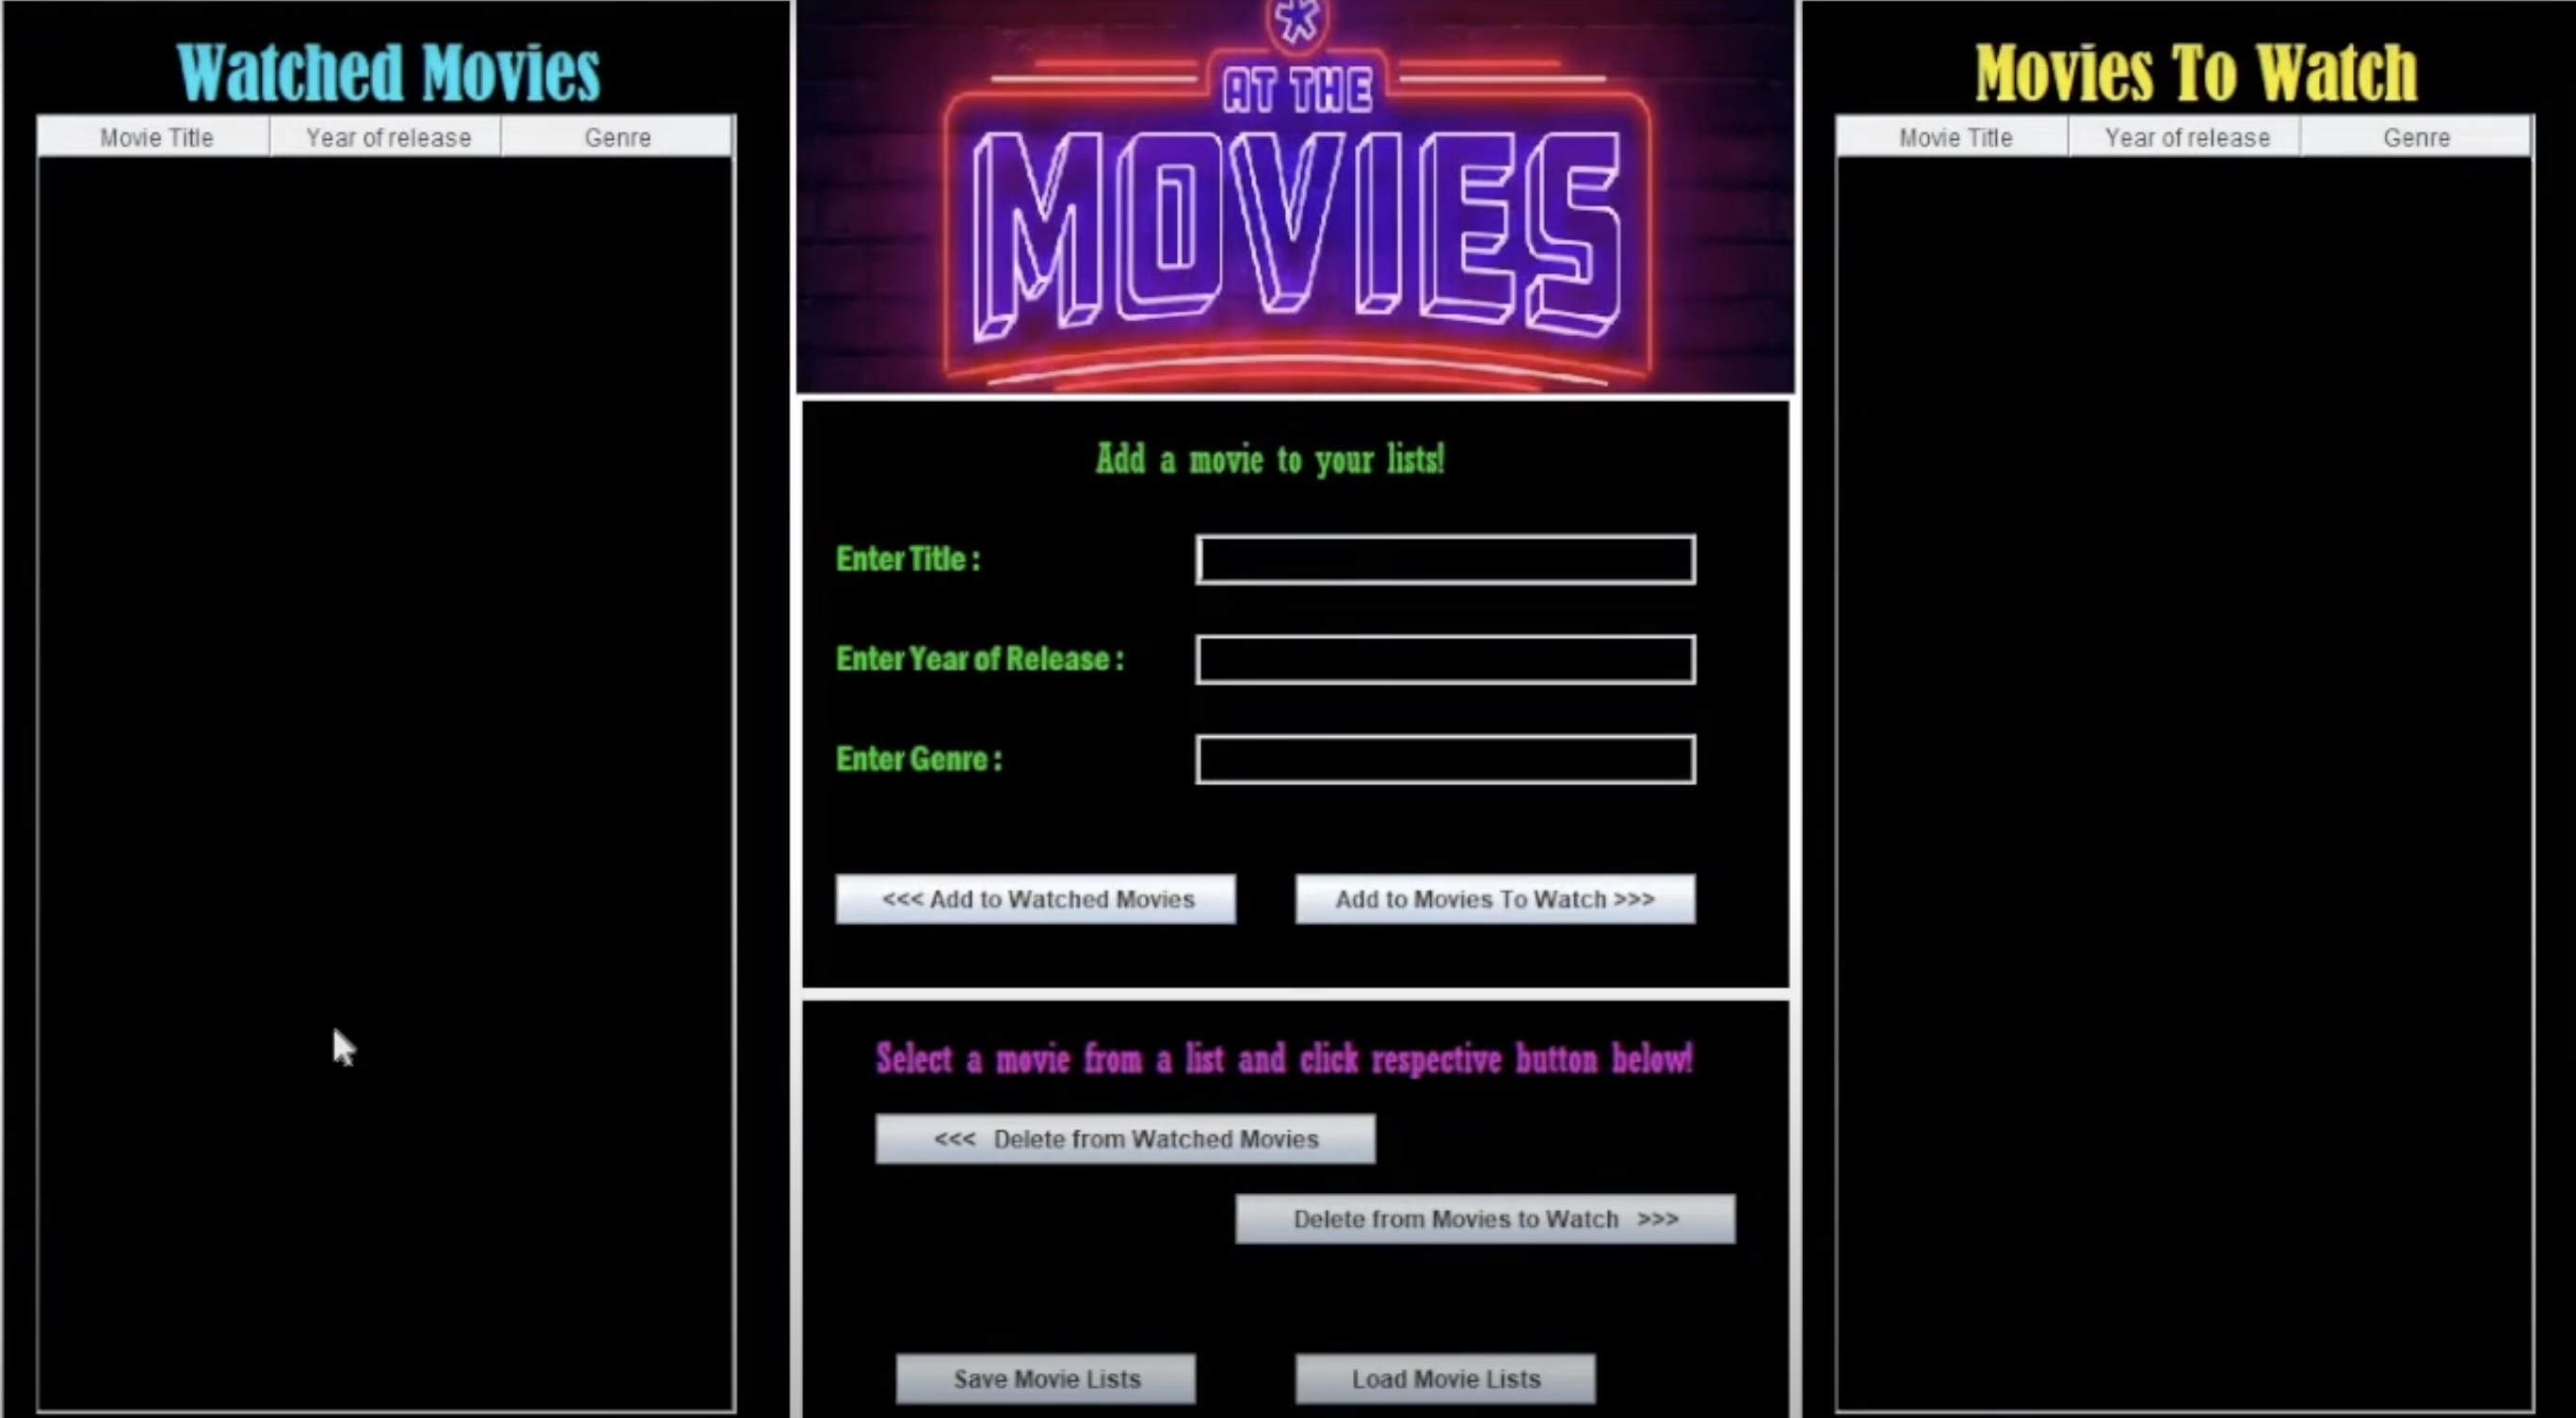 Watched Movies
Movie Title Year of release Genre
AT THE
MOVIES
Add a movie to your lists!
Enter Title :
Enter Year of Release :
Enter Genre :
<<< Add to Watched Movies
Add to Movies To Watch >>>
Select a movie from a list and click respective button below!
<<< Delete from Watched Movies
Delete from Movies to Watch >>>
Save Movie Lists
Load Movie Lists
Movies To Watch
Movie Title Year of release Genre